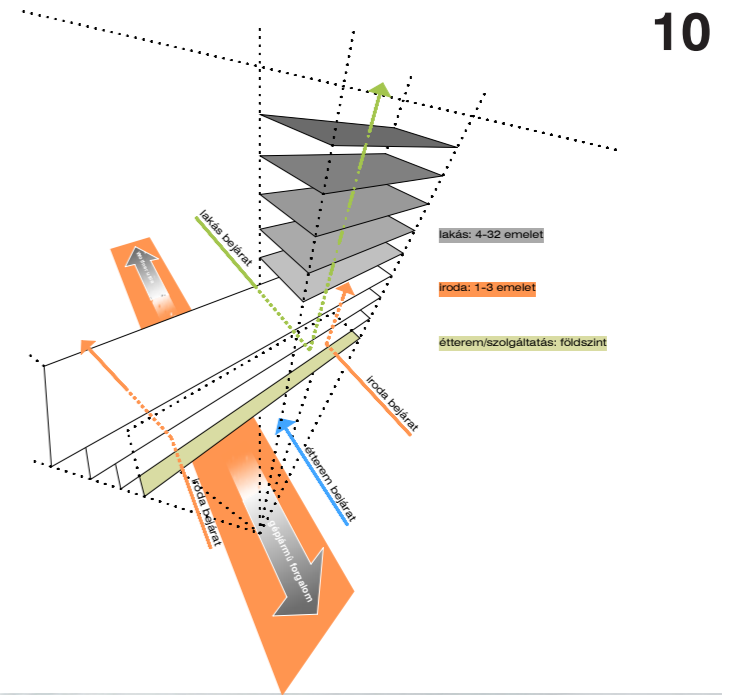 10
lakás bejárat
lakás: 4-32 emelet
iroda: 1-3 emelet
étterem/szolgáltatás: földszint
iroda bejárat
étterem bejárat
iroda bejárat
gépjármű forgalom